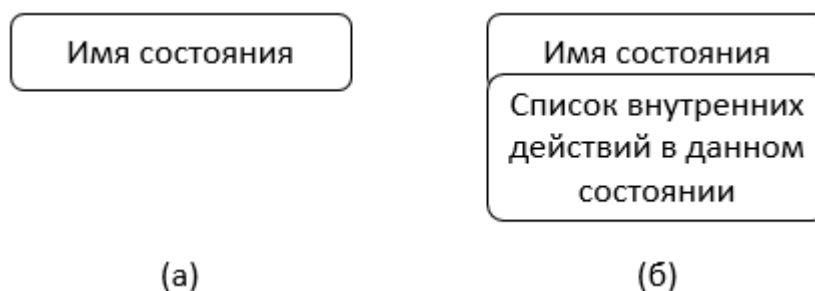 Имя состояния
Имя состояния
Список внутренних
действий в данном
состоянии
(а)
(б)